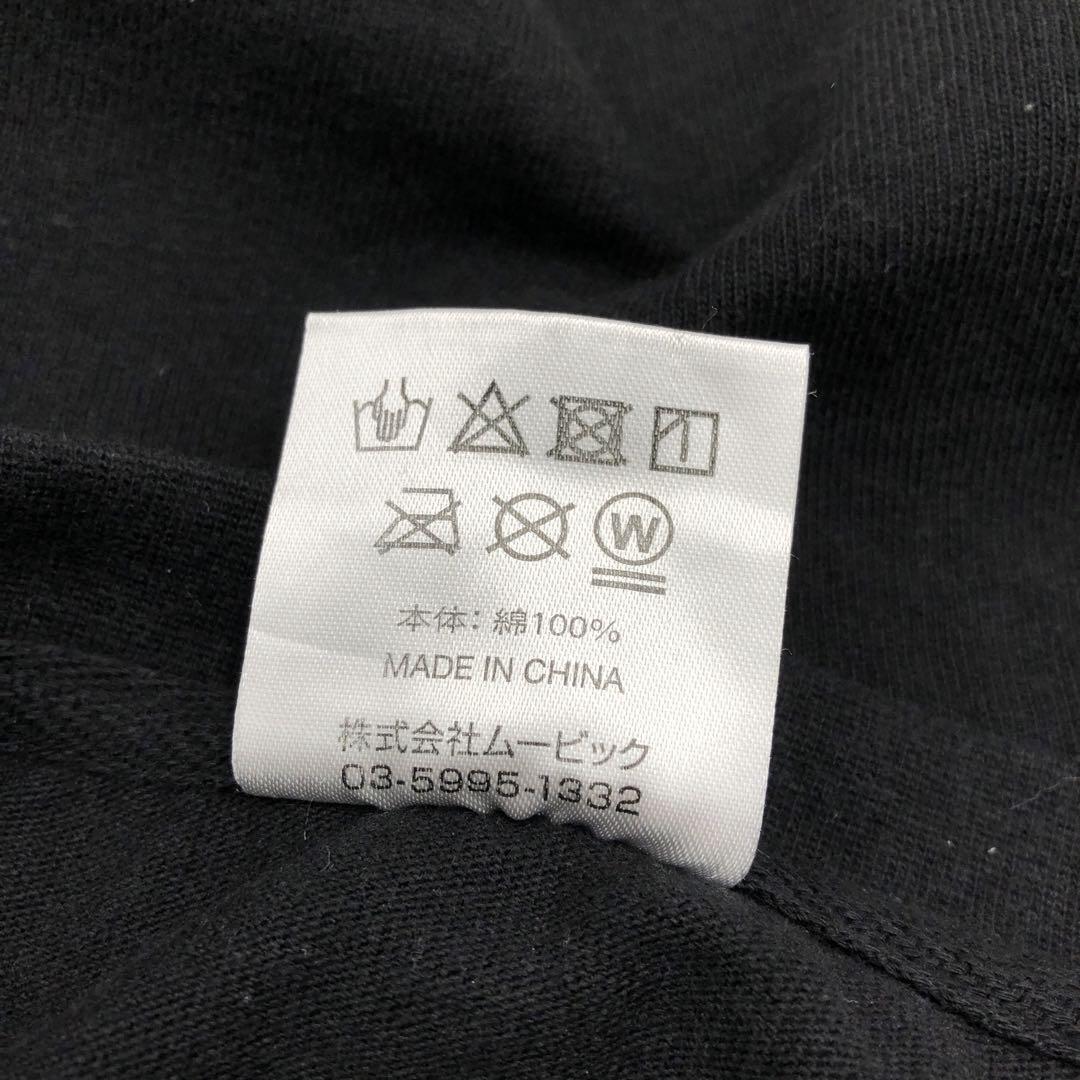 W
本体：綿100%
MADE IN CHINA
株式会社ムービック
03-5995-1332